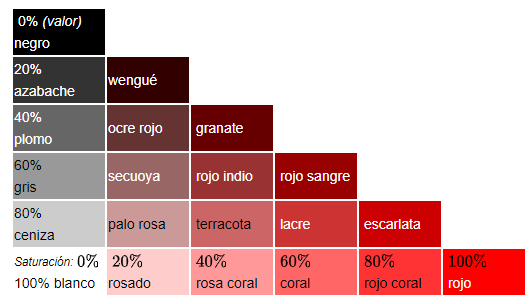 0% (valor)
negro
20%
azabache
wengué
40%
plomo
ocre rojo
granate
60%
gris
secuoya
rojo indio
rojo sangre
80%
ceniza
palo rosa
terracota
lacre
escarlata
Saturación: 0%
100% blanco
20%
rosado
40%
rosa coral
60%
coral
80%
rojo coral
100%
rojo